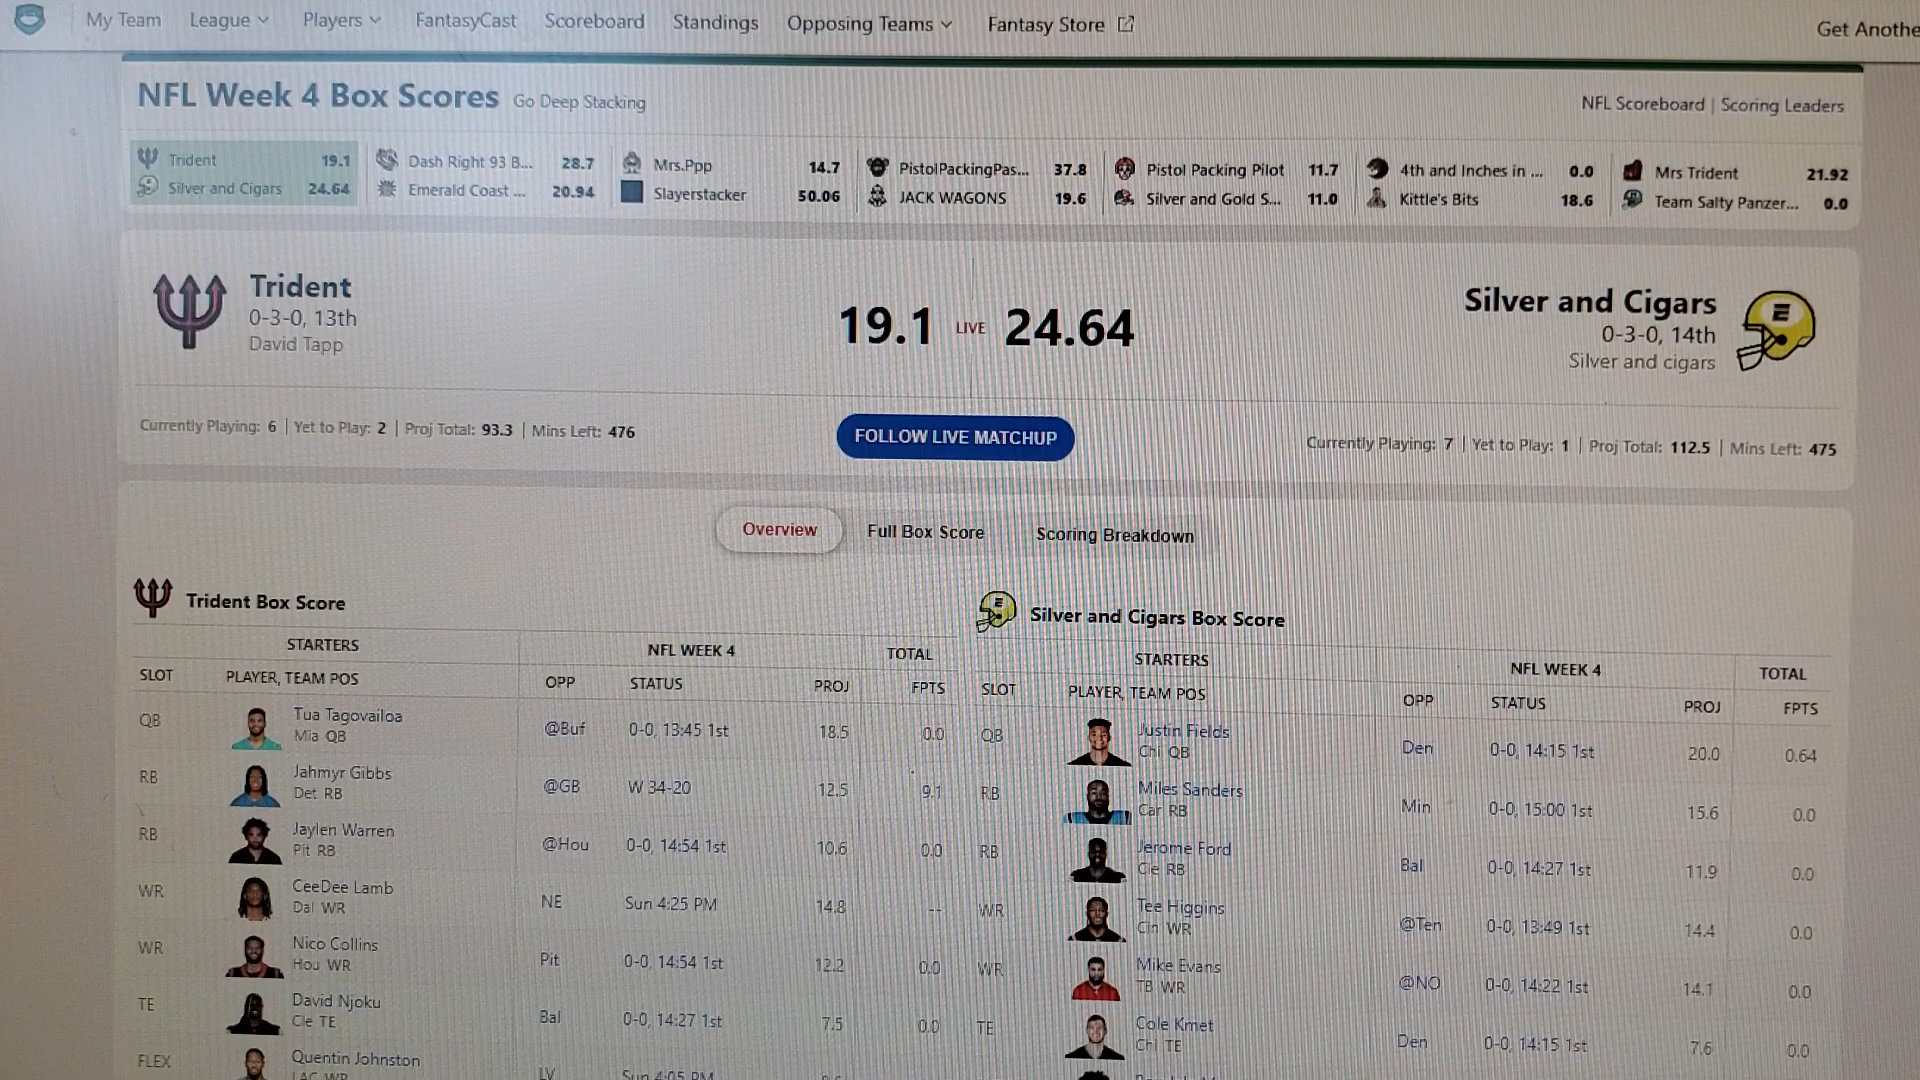 My Team League Players FantasyCast Scoreboard Standings Opposing Teams Fantasy Store Get Anothe
NFL Week 4 Box Scores Go Deep Stacking NFL Scoreboard | Scoring Leaders
Trident 19.1 Dash Right 93 B... 28.7 Mrs.Ppp 14.7 PistolPackingPas... 37.8 Pistol Packing Pilot 11.7 4th and Inches in ... 0.0 Mrs Trident 21.92
Silver and Cigars 24.64 Emerald Coast ... 20.94 Slayerstacker 50.06 JACK WAGONS 19.6 Silver and Gold S... 11.0 Kittle's Bits 18.6 Team Salty Panzer... 0.0
Trident
0-3-0, 13th
David Tapp
19.1 LIVE 24.64
Silver and Cigars
0-3-0, 14th
Silver and cigars
E
Currently Playing: 6 | Yet to Play: 2 | Proj Total: 93.3 | Mins Left: 476
FOLLOW LIVE MATCHUP
Currently Playing: 7 | Yet to Play: 1 | Proj Total: 112.5 | Mins Left: 475
Overview Full Box Score Scoring Breakdown
Trident Box Score
STARTERS NFL WEEK 4 TOTAL
SLOT PLAYER, TEAM POS OPP STATUS PROJ FPTS
QB Tua Tagovailoa @Buf 0-0, 13:45 1st 18.5 0.0
Mia QB
RB Jahmyr Gibbs @GB W 34-20 12.5 9.1
Det RB
RB Jaylen Warren @Hou 0-0, 14:54 1st 10.6 0.0
Pit RB
WR CeeDee Lamb NE Sun 4:25 PM 14.8 --
Dal WR
WR Nico Collins Pit 0-0, 14:54 1st 12.2 0.0
Hou WR
TE David Njoku Bal 0-0, 14:27 1st 7.5 0.0
Cle TE
FLEX Quentin Johnston LV Sun 4:05 PM
LAC WR
E
Silver and Cigars Box Score
STARTERS NFL WEEK 4 TOTAL
SLOT PLAYER, TEAM POS OPP STATUS PROJ FPTS
QB Justin Fields Den 0-0, 14:15 1st 20.0 0.64
Chi QB
RB Miles Sanders Min 0-0, 15:00 1st 15.6 0.0
Car RB
RB Jerome Ford Bal 0-0, 14:27 1st 11.9 0.0
Cle RB
WR Tee Higgins @Ten 0-0, 13:49 1st 14.4 0.0
Cin WR
WR Mike Evans @NO 0-0, 14:22 1st 14.1 0.0
TB WR
TE Cole Kmet Den 0-0, 14:15 1st 7.6 0.0
Chi TE